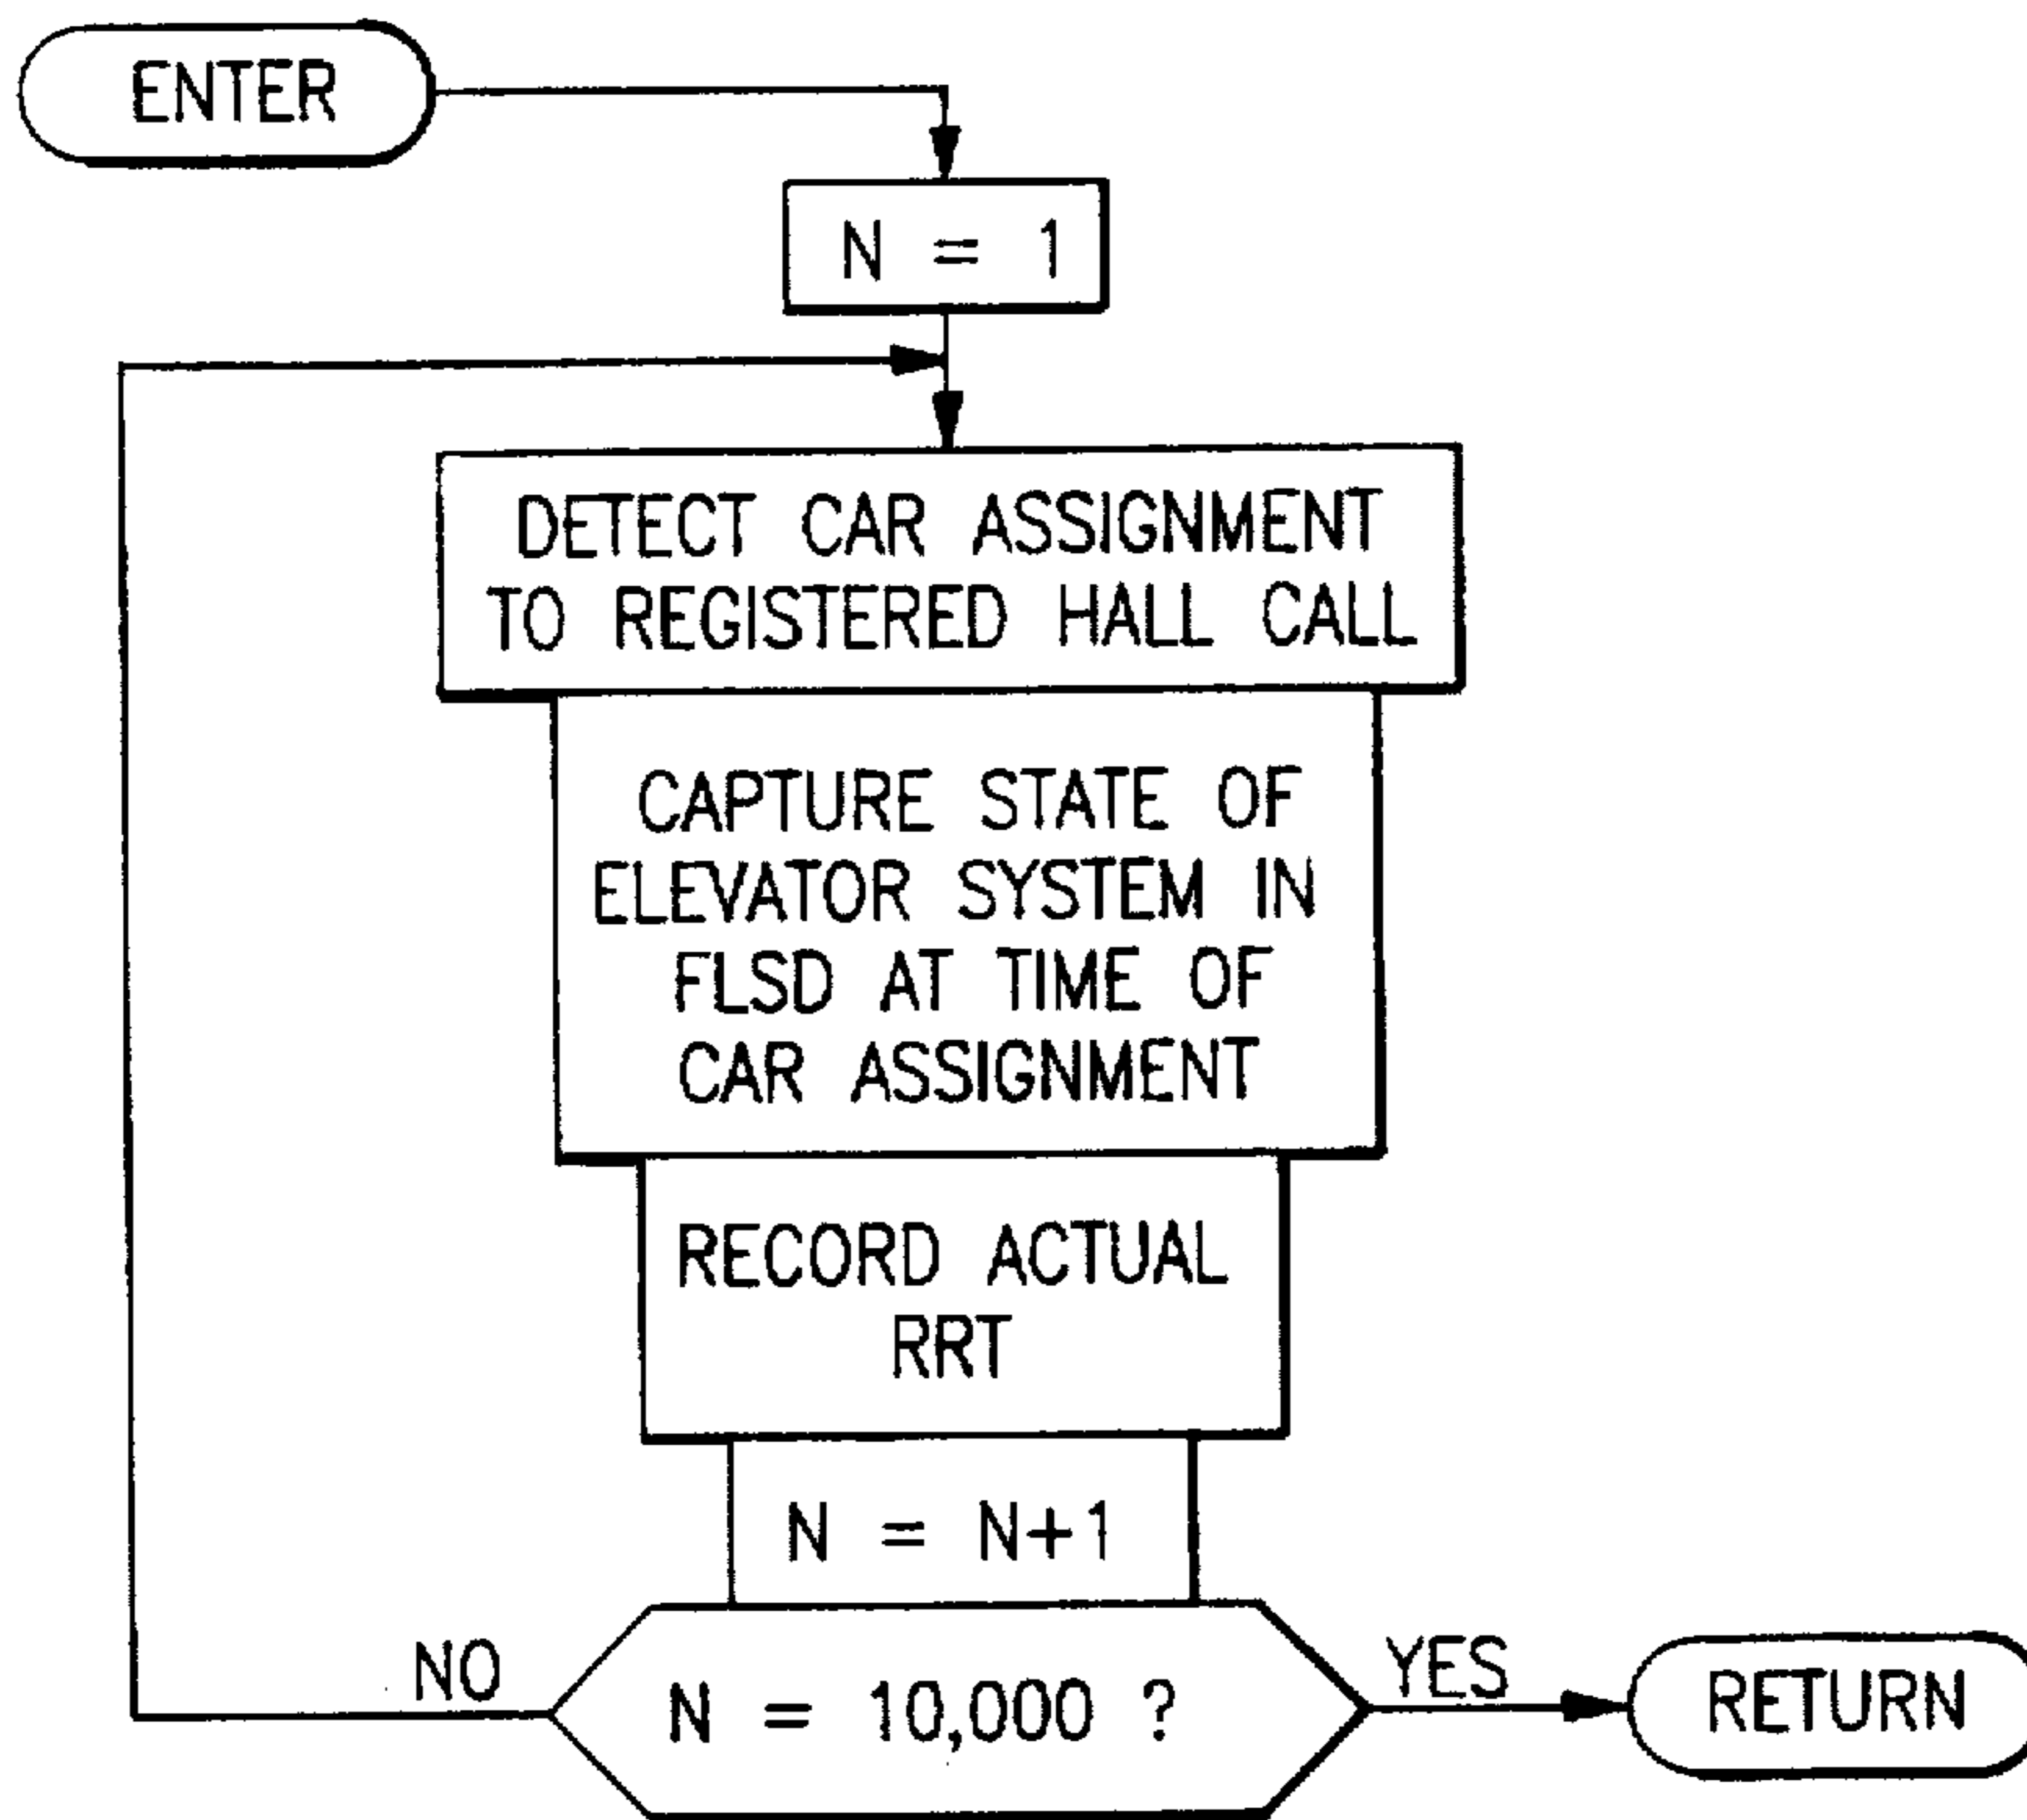 ENTER
N = 1
DETECT CAR ASSIGNMENT
TO REGISTERED HALL CALL
CAPTURE STATE OF
ELEVATOR SYSTEM IN
FLSD AT TIME OF
CAR ASSIGNMENT
RECORD ACTUAL
RRT
N = N+1
NO
N = 10,000 ?
YES
RETURN